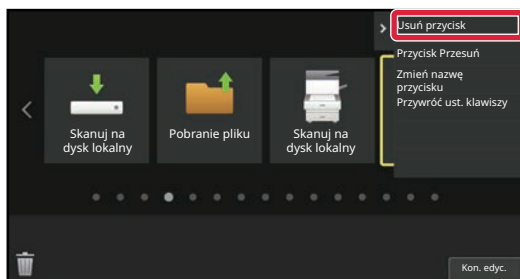 Usuń przycisk
Przycisk Przesuń
Zmień nazwę
przycisku
Przywróć ust. klawiszy
Skanuj na
dysk lokalny
Pobranie pliku
Skanuj na
dysk lokalny
Kon. edyc.